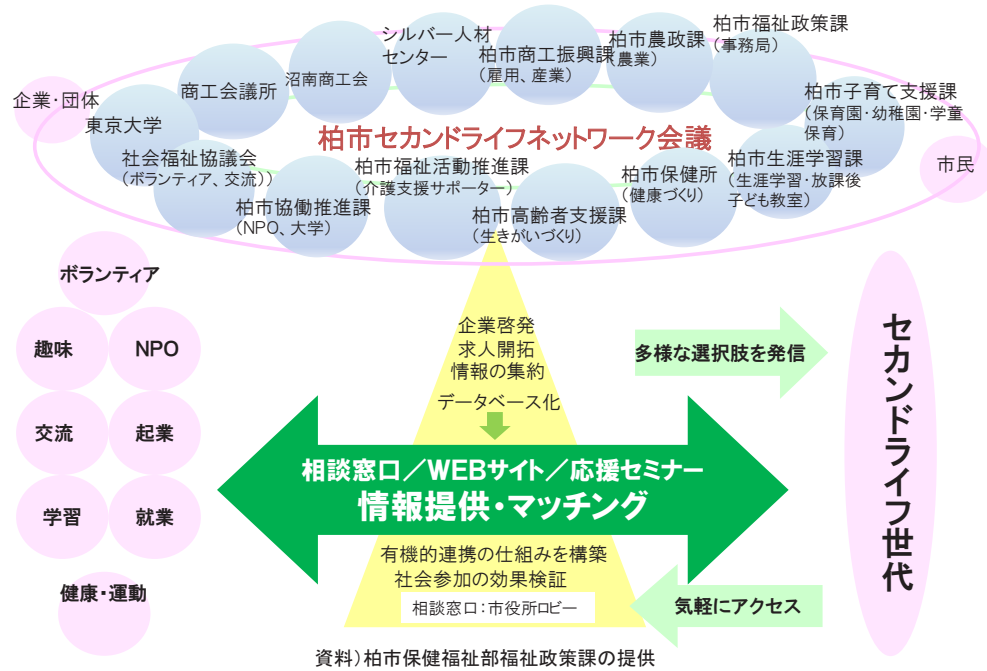 企業・団体
東京大学
商工会議所
沼南商工会
シルバー人材
センター
柏市商工振興課
(雇用、産業)
柏市農政課
(農業)
柏市福祉政策課
(事務局)
柏市子育て支援課
(保育園・幼稚園・学童
保育)
市民
柏市セカンドライフネットワーク会議
社会福祉協議会
(ボランティア、交流))
柏市協働推進課
(NPO、大学)
柏市福祉活動推進課
(介護支援サポーター)
柏市高齢者支援課
(生きがいづくり)
柏市保健所
(健康づくり)
柏市生涯学習課
(生涯学習・放課後
子ども教室)
ボランティア
趣味
NPO
交流
起業
学習
就業
健康・運動
企業啓発
求人開拓
情報の集約
データベース化
相談窓口/WEBサイト/応援セミナー
情報提供・マッチング
有機的連携の仕組みを構築
社会参加の効果検証
相談窓口:市役所ロビー
多様な選択肢を発信
気軽にアクセス
セカンドライフ世代
資料)柏市保健福祉部福祉政策課の提供